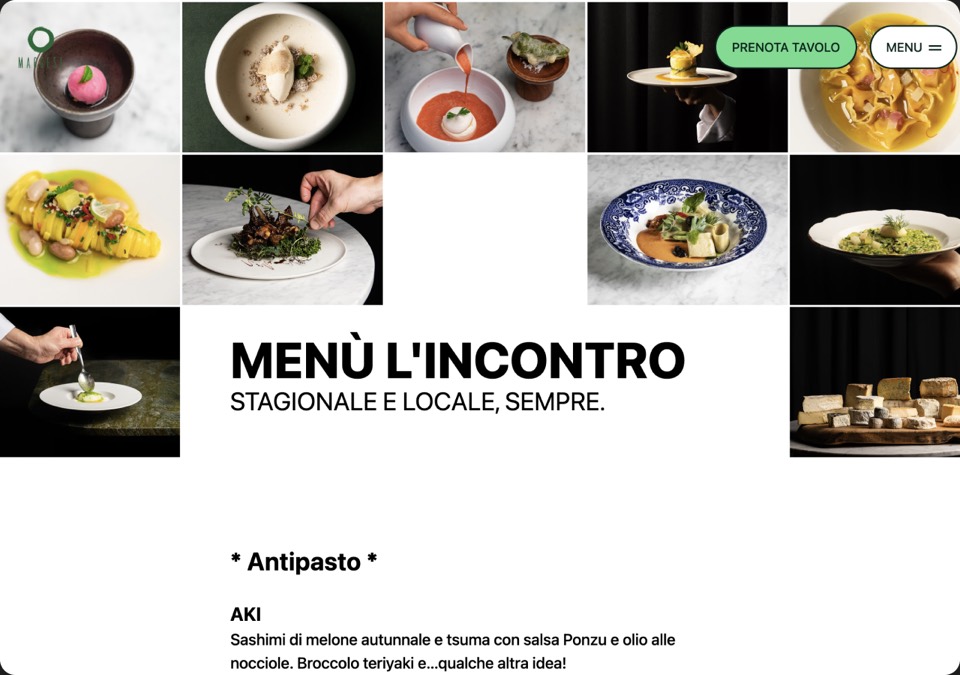 PRENOTA TAVOLO
MENU
MENÙ L'INCONTRO
STAGIONALE E LOCALE, SEMPRE.
* Antipasto *
AKI
Sashimi di melone autunnale e tsuma con salsa Ponzu e olio alle
nocciole. Broccolo teriyaki e...qualche altra idea!